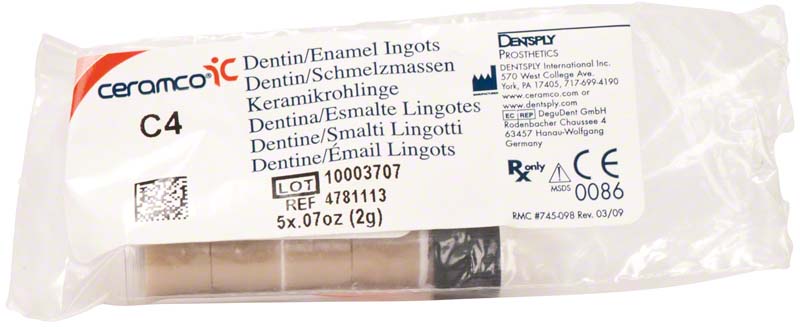 ceramco® iC
C4
Dentin/Enamel Ingots
Dentin/Schmelzmassen
Keramikrohlinge
Dentina/Esmalte Lingotes
Dentine/Smalti Lingotti
Dentine/Émail Lingots
LOT 10003707
REF 4781113
5x.07oz (2g)
DENTSPLY
PROSTHETICS
MANUFACTURER
DENTSPLY International Inc.
570 West College Ave.
York, PA 17405, 717-699-4190
www.ceramco.com or
www.dentsply.com
EC REP DeguDent GmbH
Rodenbacher Chaussee 4
63457 Hanau-Wolfgang
Germany
Rx only
MSDS
CE
0086
RMC #745-098 Rev. 03/09